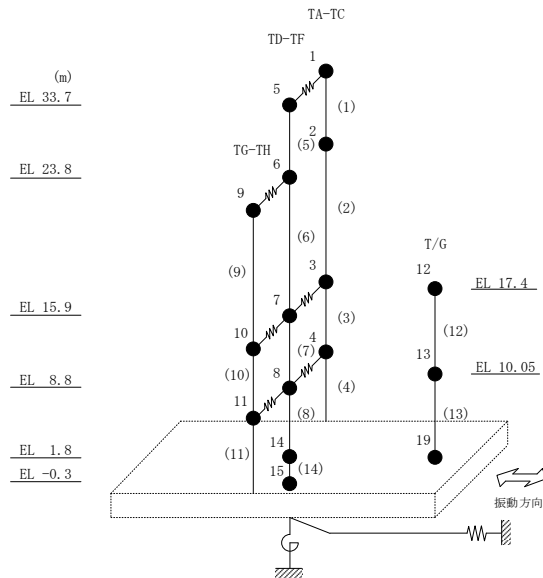 TA-TC
TD-TF
1
(m)
5
EL 33.7
(1)
2
(5)
TG-TH
6
EL 23.8
9
(2)
(6)
T/G
(9)
3
12
EL 17.4
7
EL 15.9
(3)
(12)
10
4
(7)
13
(10)
8
EL 10.05
EL 8.8
(4)
11
(8)
(13)
14
19
(11)
EL 1.8
15
(14)
EL -0.3
振動方向